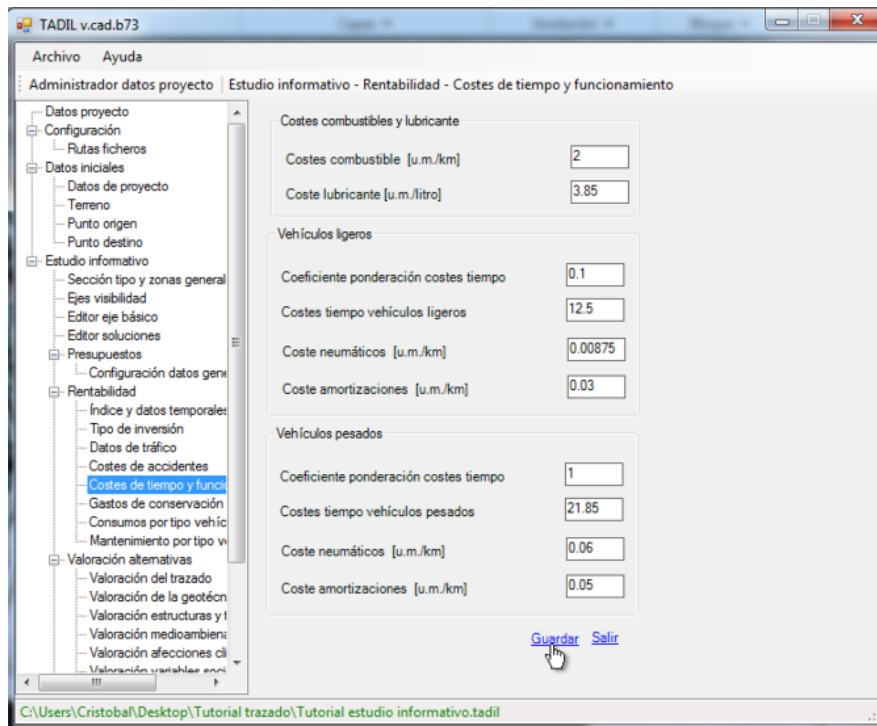 TADIL v.cad.b73
Archivo Ayuda
Administrador datos proyecto Estudio informativo - Rentabilidad - Costes de tiempo y funcionamiento
Datos proyecto
Configuración
Rutas ficheros
Datos iniciales
Datos de proyecto
Terreno
Punto origen
Punto destino
Estudio informativo
Sección tipo y zonas general
Ejes visibilidad
Editor eje básico
Editor soluciones
Presupuestos
Configuración datos gene
Rentabilidad
Índice y datos temporales
Tipo de inversión
Datos de tráfico
Costes de accidentes
Costes de tiempo y funci
Gastos de conservación
Consumos por tipo vehíc
Mantenimiento por tipo v
Valoración alternativas
Valoración del trazado
Valoración de la geotécn
Valoración estructuras y t
Valoración medioambiena
Valoración afecciones cli
Valoración variables soci
Costes combustibles y lubricante
Costes combustible [u.m./km] 2
Coste lubricante [u.m./litro] 3.85
Vehículos ligeros
Coeficiente ponderación costes tiempo 0.1
Costes tiempo vehículos ligeros 12.5
Coste neumáticos [u.m./km] 0.00875
Coste amortizaciones [u.m./km] 0.03
Vehículos pesados
Coeficiente ponderación costes tiempo 1
Costes tiempo vehículos pesados 21.85
Coste neumáticos [u.m./km] 0.06
Coste amortizaciones [u.m./km] 0.05
Guardar Salir
C:\Users\Cristobal\Desktop\Tutorial trazado\Tutorial estudio informativo.tadil